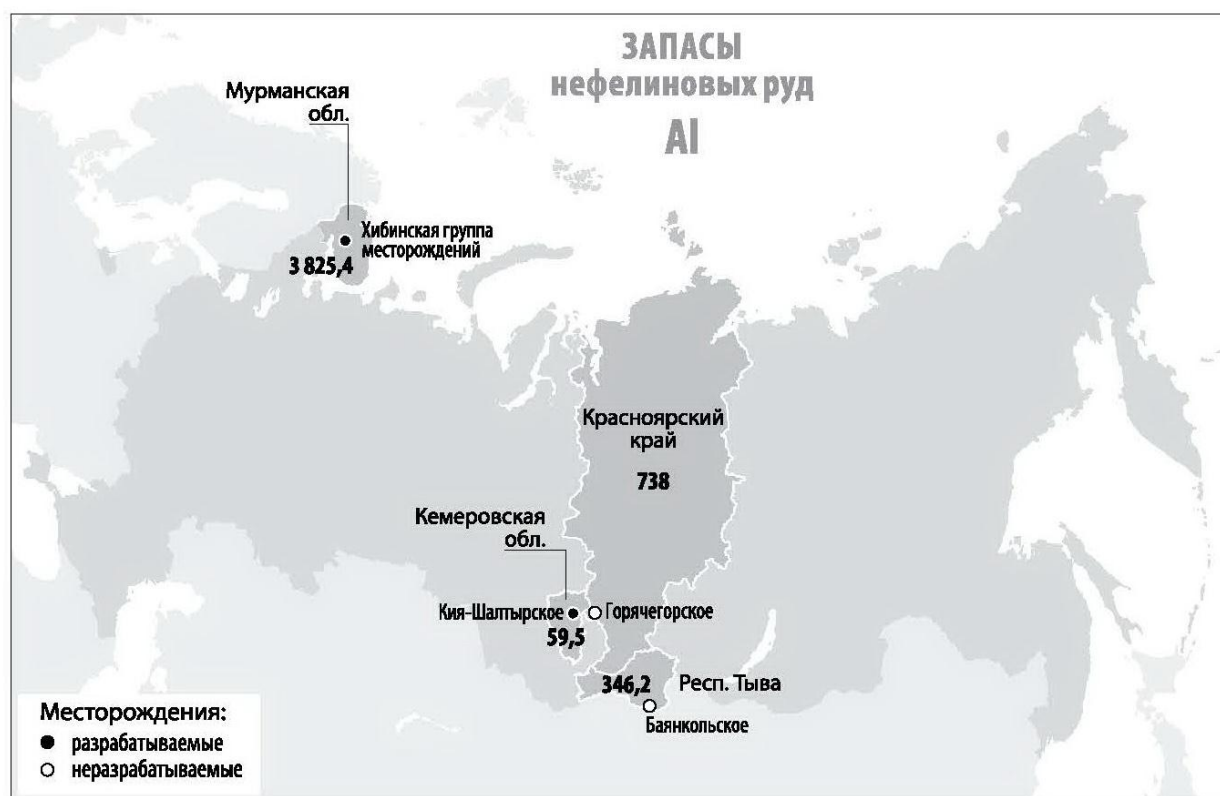 ЗАПАСЫ
нефелиновых руд
Al
Мурманская
обл.
Хибинская группа
месторождений
3 825,4
Красноярский
край
738
Кемеровская
обл.
Кия-Шалтырское
Горячегорское
59,5
346,2
Респ. Тыва
Баянкольское
Месторождения:
разрабатываемые
неразрабатываемые